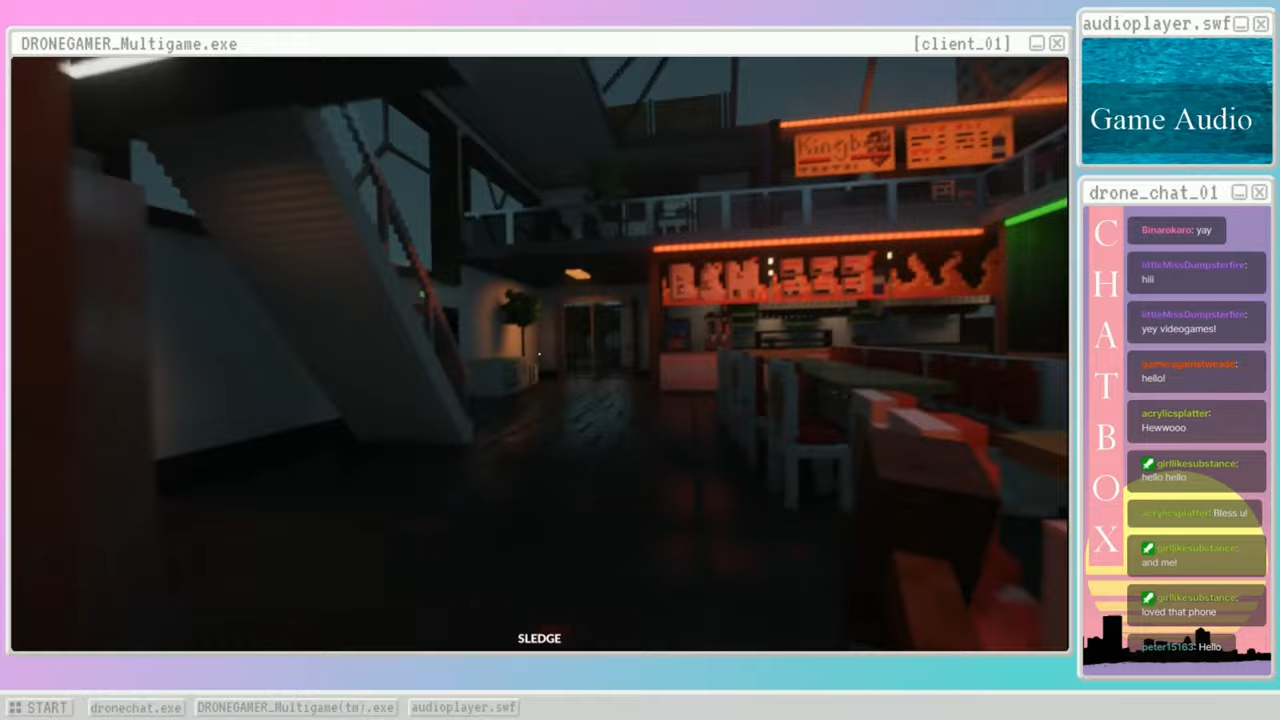 DRONEGAMER_Multigame.exe
[client_01]
SLEDGE
audioplayer.swf
Game Audio
drone_chat_01
CHATBOX
Binarokaro: yay
littleMissDumpsterfire:
hiii
littleMissDumpsterfire:
yey videogames!
hello!
acrylicsplatter:
Hewwooo
girllikesubstance:
hello hello
acrylicsplatter: Bless u!
girllikesubstance:
and me!
girllikesubstance:
loved that phone
peter15163: Hello
START
dronechat.exe
DRONEGAMER_Multigame(tm).exe
audioplayer.swf